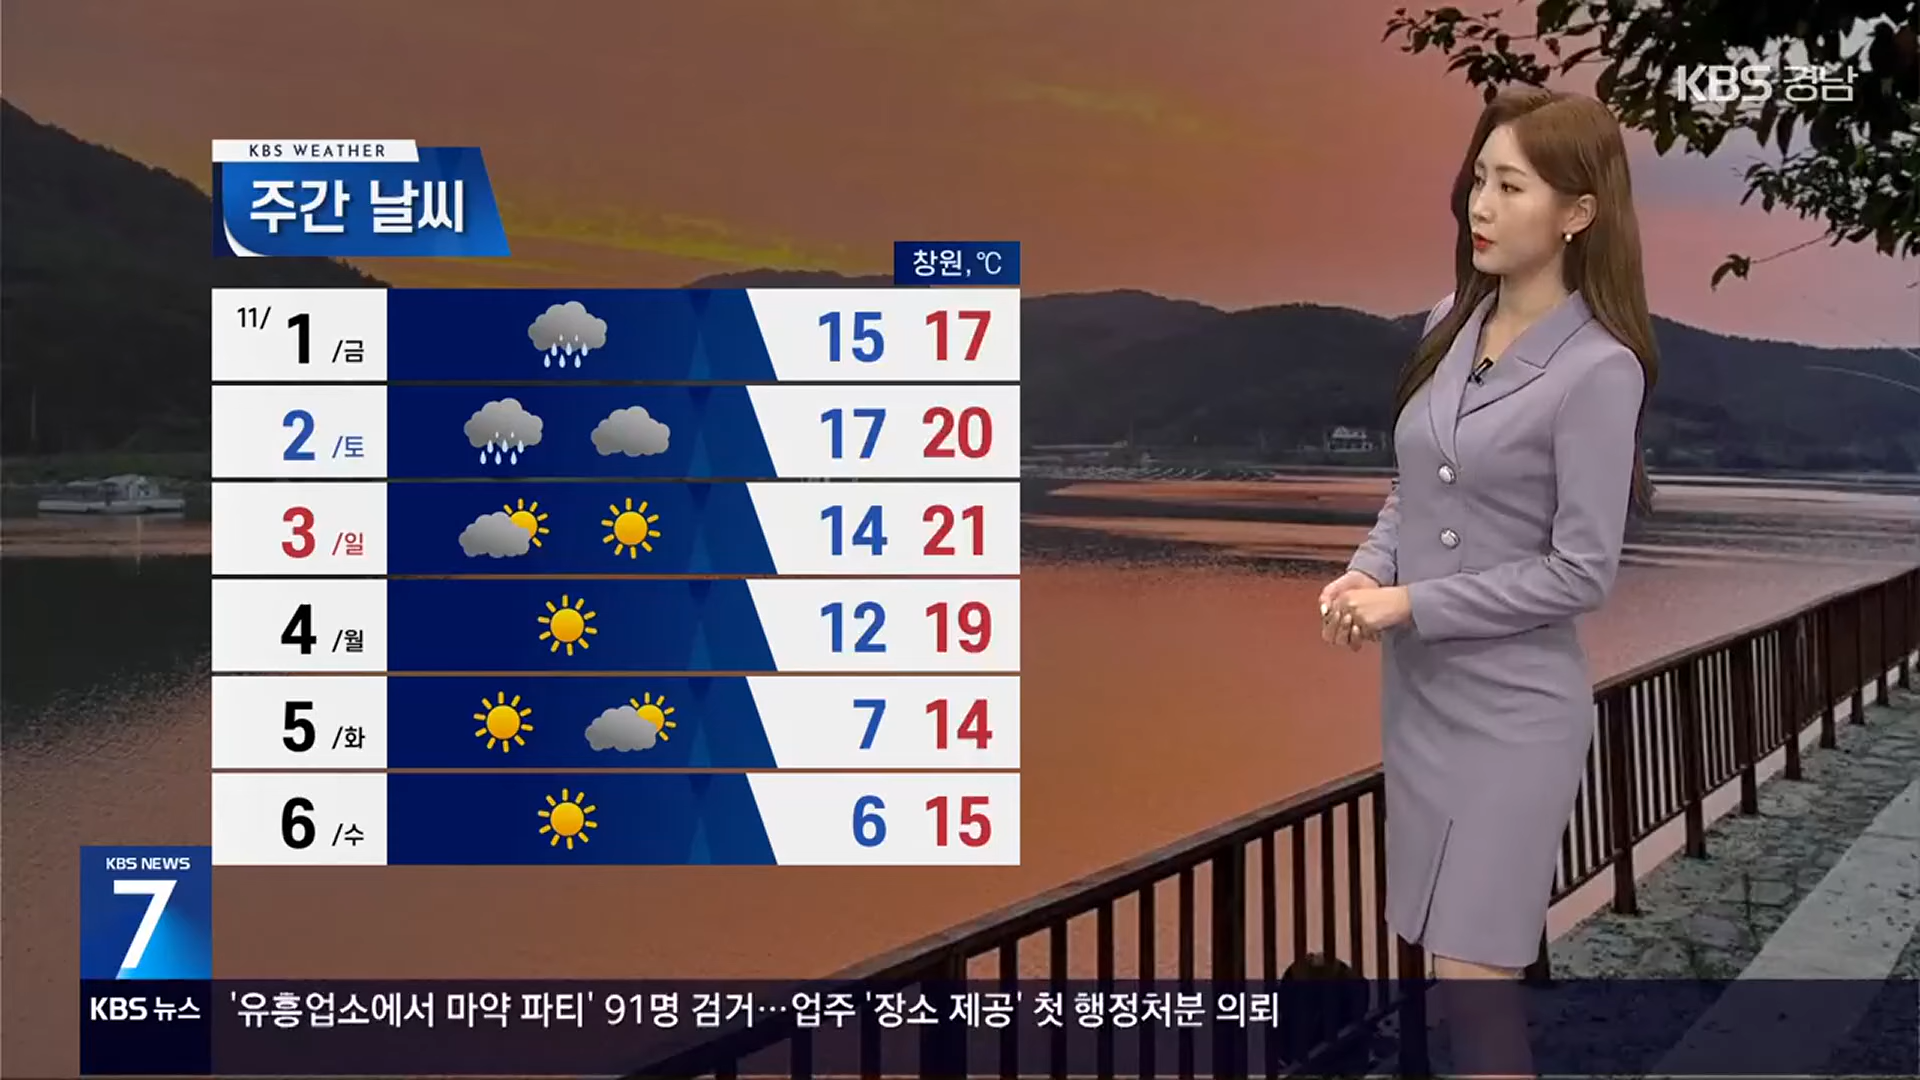 KBS 경남
KBS WEATHER
주간 날씨
창원, ℃
11/ 1 /금 15 17
2 /토 17 20
3 /일 14 21
4 /월 12 19
5 /화 7 14
6 /수 6 15
KBS NEWS
7
KBS 뉴스 '유흥업소에서 마약 파티' 91명 검거…업주 '장소 제공' 첫 행정처분 의뢰